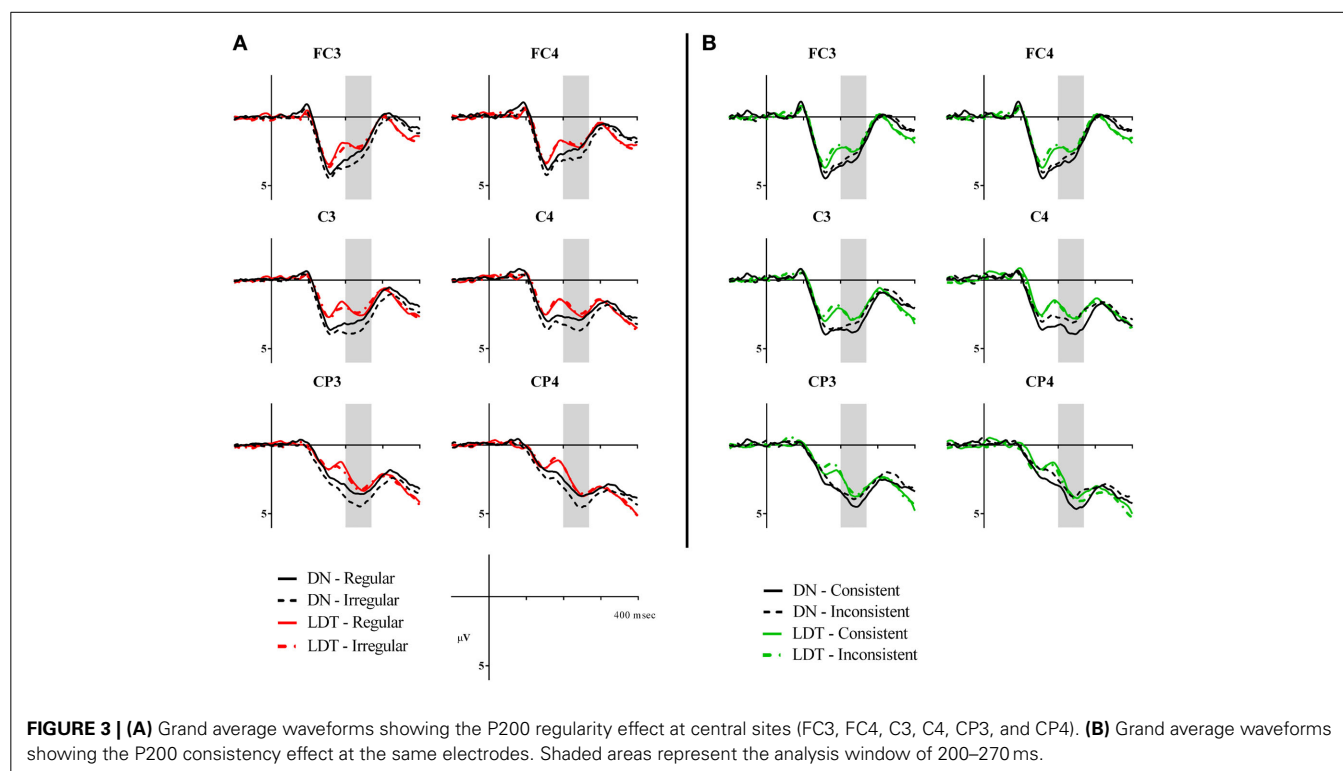 A
FC3
FC4
5
5
C3
C4
5
5
CP3
CP4
5
5
DN - Regular
DN - Irregular
LDT - Regular
LDT - Irregular
400 msec
µV
5
B
FC3
FC4
5
5
C3
C4
5
5
CP3
CP4
5
5
DN - Consistent
DN - Inconsistent
LDT - Consistent
LDT - Inconsistent
FIGURE 3 | (A) Grand average waveforms showing the P200 regularity effect at central sites (FC3, FC4, C3, C4, CP3, and CP4). (B) Grand average waveforms
showing the P200 consistency effect at the same electrodes. Shaded areas represent the analysis window of 200–270 ms.